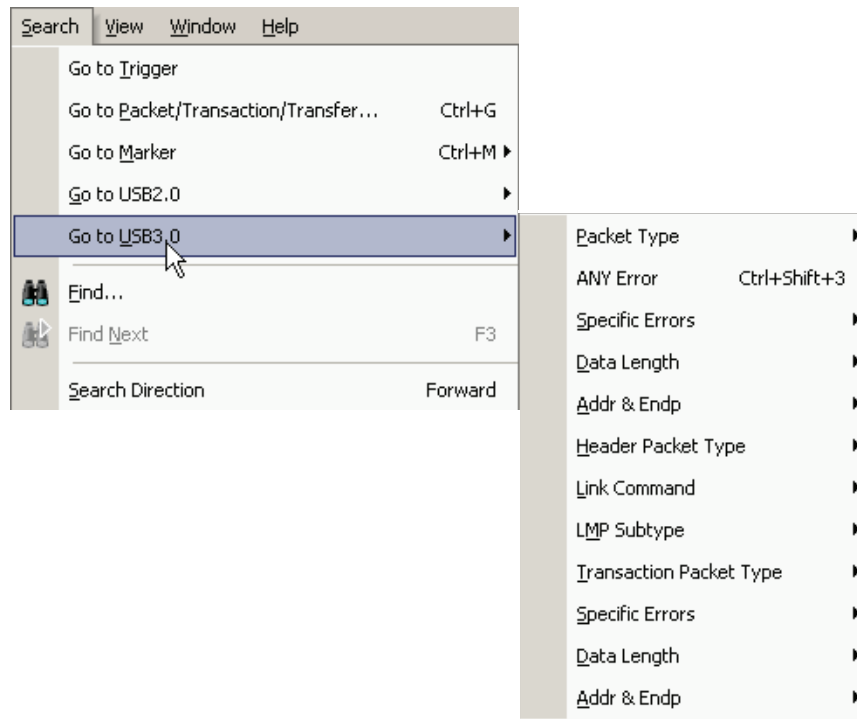 Search View Window Help
Go to Trigger
Go to Packet/Transaction/Transfer... Ctrl+G
Go to Marker Ctrl+M
Go to USB2.0
Go to USB3.0
Find...
Find Next F3
Search Direction Forward
Packet Type
ANY Error Ctrl+Shift+3
Specific Errors
Data Length
Addr & Endp
Header Packet Type
Link Command
LMP Subtype
Transaction Packet Type
Specific Errors
Data Length
Addr & Endp